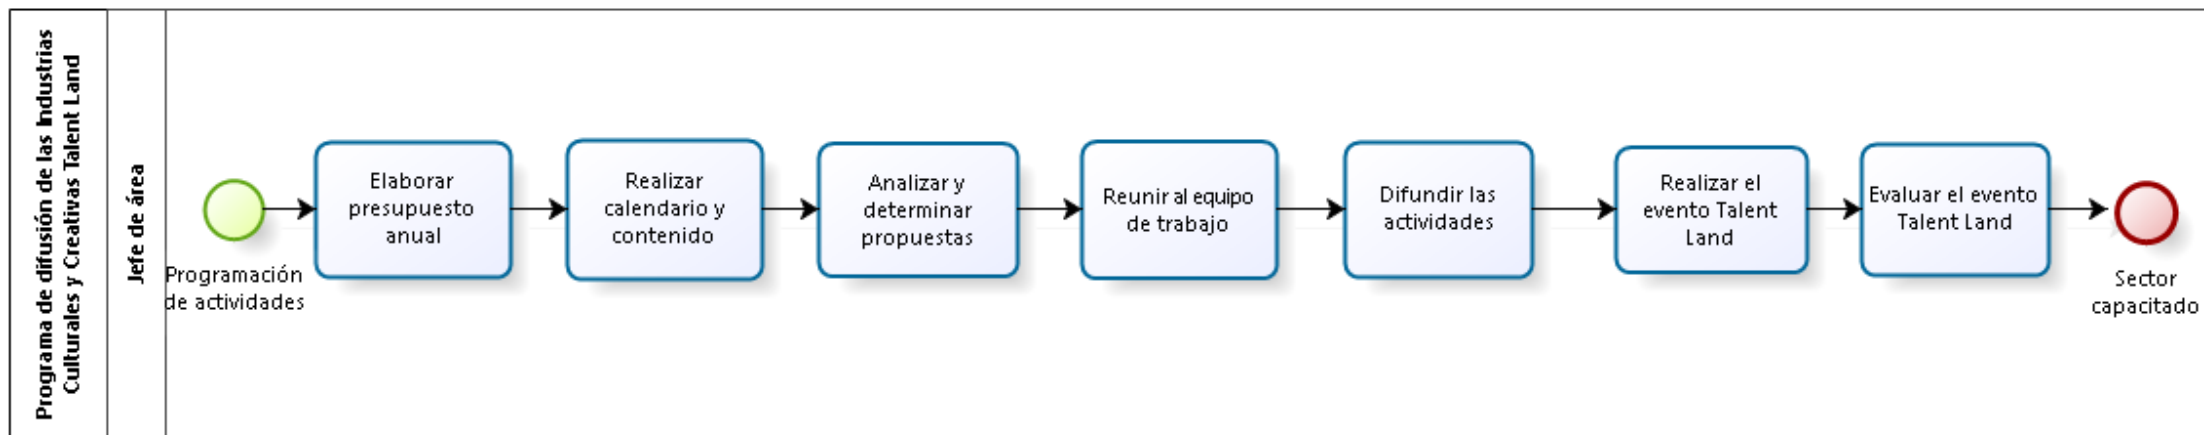 Programa de difusión de las Industrias
Culturales y Creativas Talent Land
Jefe de área
Programación
de actividades
Elaborar
presupuesto
anual
Realizar
calendario y
contenido
Analizar y
determinar
propuestas
Reunir al equipo
de trabajo
Difundir las
actividades
Realizar el
evento Talent
Land
Evaluar el evento
Talent Land
Sector
capacitado